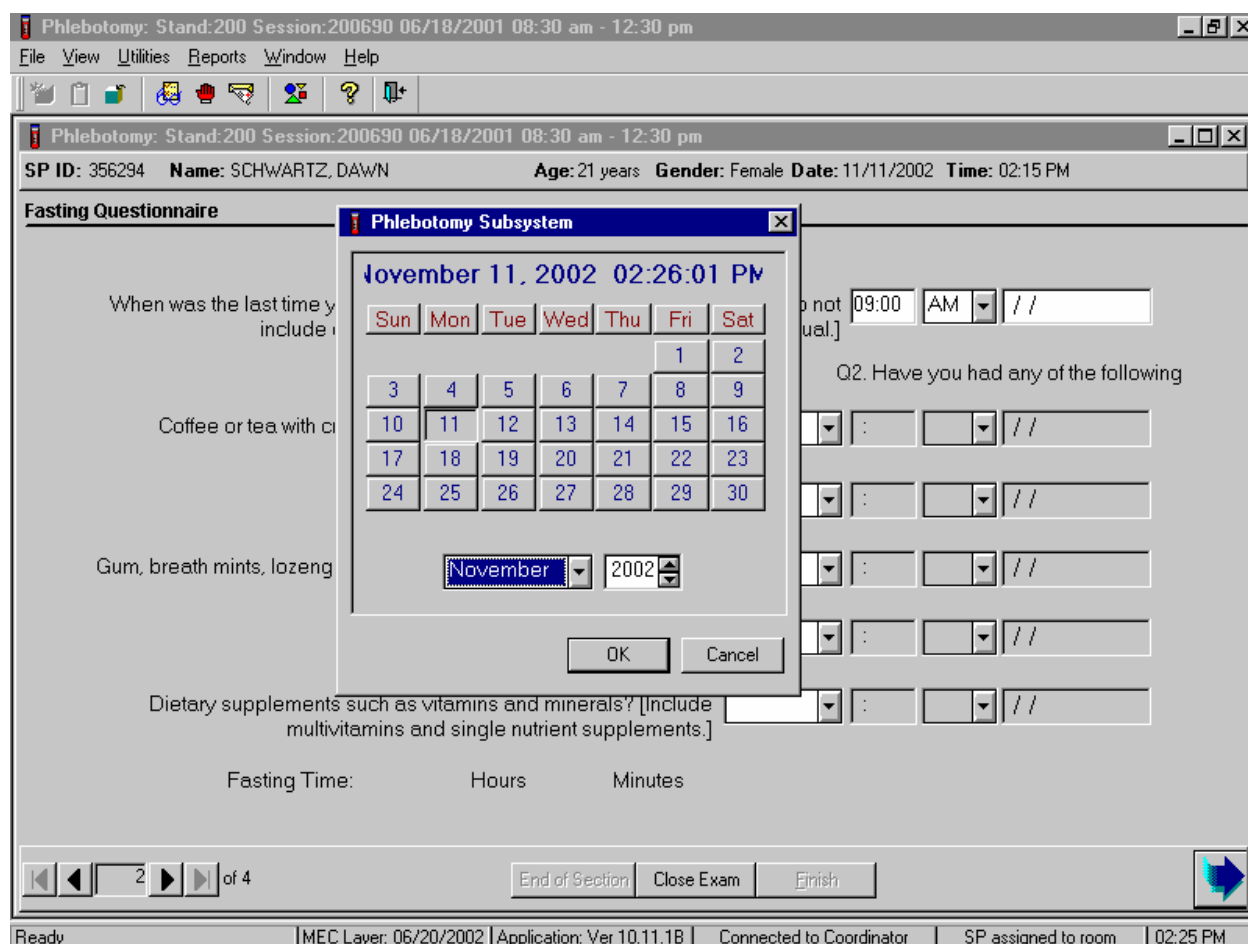 Phlebotomy: Stand:200 Session:200690 06/18/2001 08:30 am - 12:30 pm
File View Utilities Reports Window Help
Phlebotomy: Stand:200 Session:200690 06/18/2001 08:30 am - 12:30 pm
SP ID: 356294 Name: SCHWARTZ, DAWN Age: 21 years Gender: Female Date: 11/11/2002 Time: 02:15 PM
Fasting Questionnaire
Phlebotomy Subsystem
November 11, 2002 02:26:01 PM
When was the last time not 09:00 AM / /
include ual.]
Sun Mon Tue Wed Thu Fri Sat
1 2
Q2. Have you had any of the following
3 4 5 6 7 8 9
Coffee or tea with 10 11 12 13 14 15 16 : / /
17 18 19 20 21 22 23
24 25 26 27 28 29 30 : / /
Gum, breath mints, lozeng November 2002 : / /
OK Cancel : / /
Dietary supplements such as vitamins and minerals? [Include : / /
multivitamins and single nutrient supplements.]
Fasting Time: Hours Minutes
2 of 4 End of Section Close Exam Finish
Ready MEC Layer: 06/20/2002 Application: Ver 10.11.1B Connected to Coordinator SP assigned to room 02:25 PM